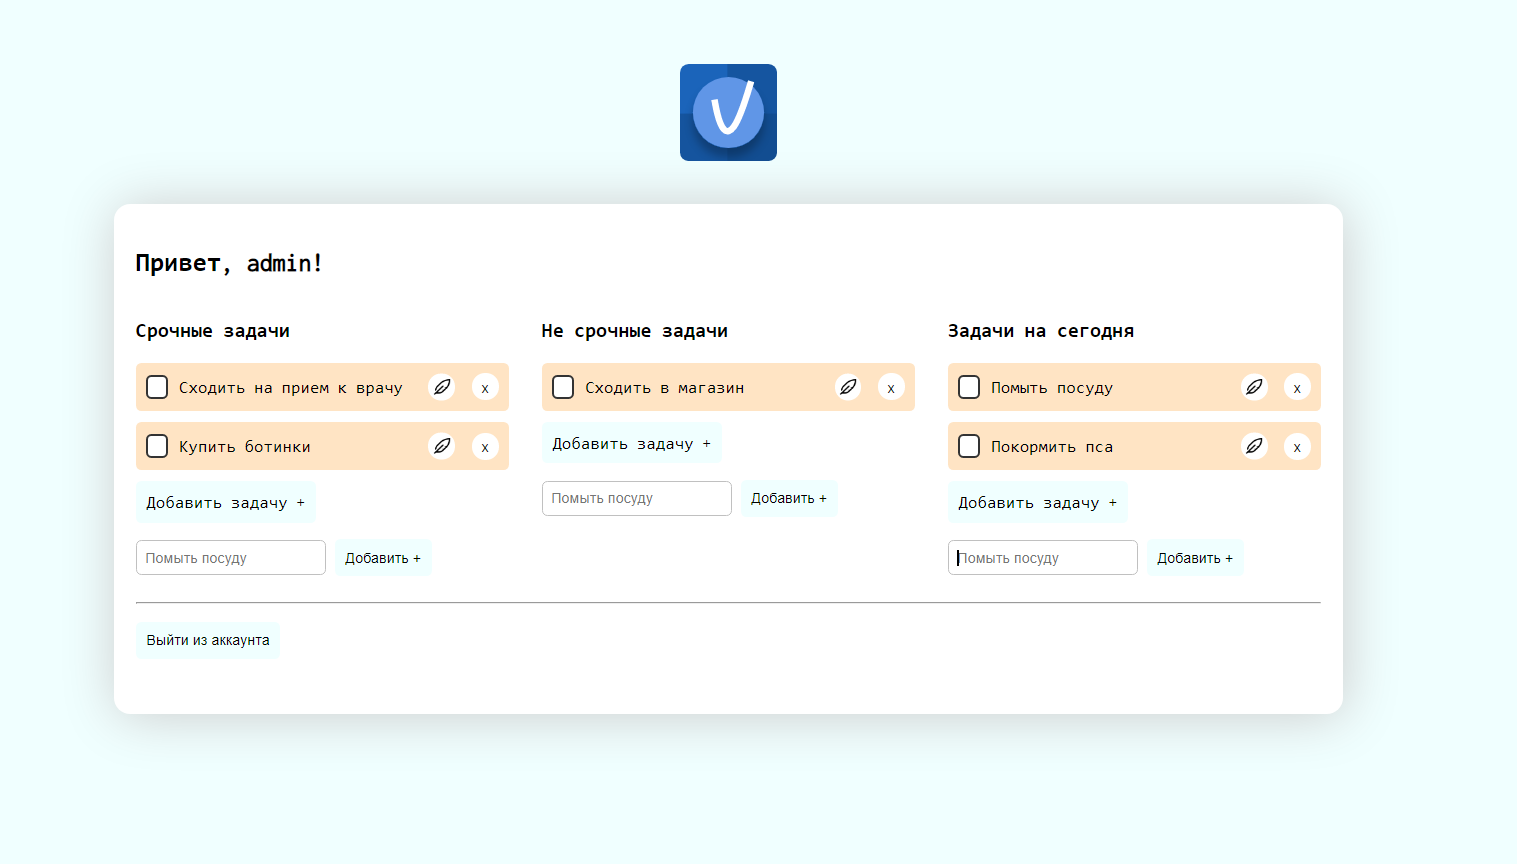 Привет, admin!
Срочные задачи
Сходить на прием к врачу x
Купить ботинки x
Добавить задачу +
Помыть посуду Добавить +
Не срочные задачи
Сходить в магазин x
Добавить задачу +
Помыть посуду Добавить +
Задачи на сегодня
Помыть посуду x
Покормить пса x
Добавить задачу +
Помыть посуду Добавить +
Выйти из аккаунта